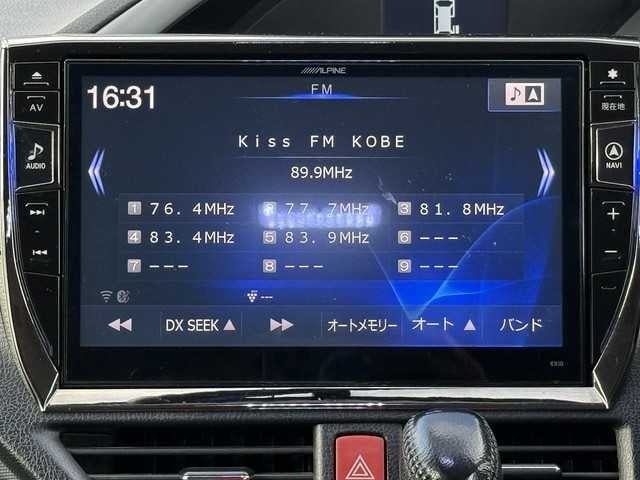 ALPINE
FM
16:31
AV
AUDIO
現在地
NAVI
Kiss FM KOBE
89.9MHz
1 76.4MHz 2 77.7MHz 3 81.8MHz
4 83.4MHz 5 83.9MHz 6 ---
7 --- 8 --- 9 ---
---
DX SEEK ▲ オートメモリー オート ▲ バンド